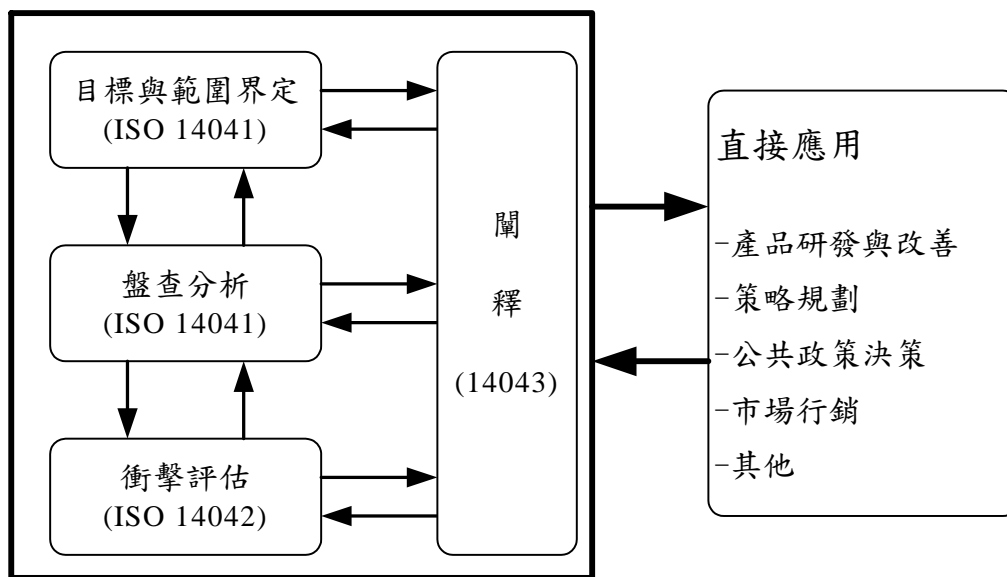 目標與範圍界定
(ISO 14041)
盤查分析
(ISO 14041)
衝擊評估
(ISO 14042)
闡
釋
(14043)
直接應用
-產品研發與改善
-策略規劃
-公共政策決策
-市場行銷
-其他